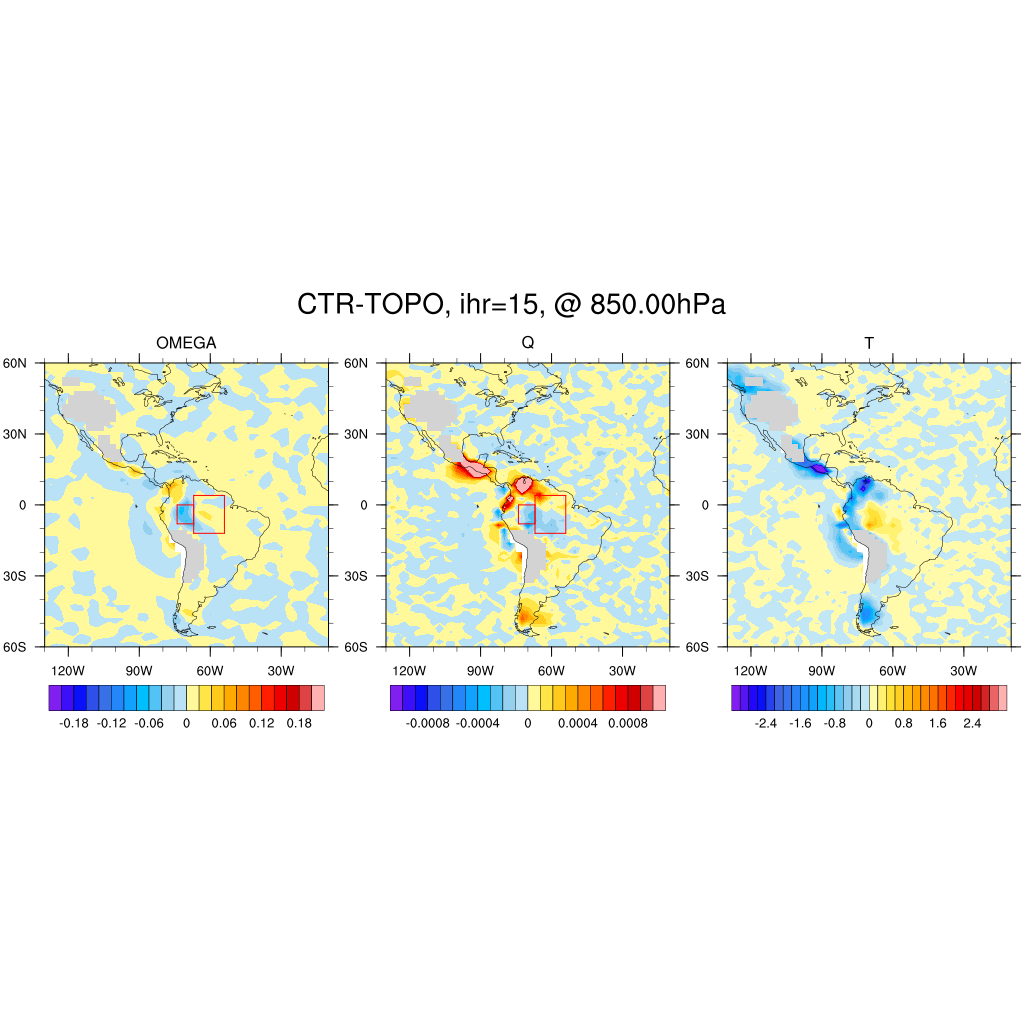 CTR-TOPO, ihr=15, @ 850.00hPa
OMEGA
Q
T
60N
30N
0
30S
60S
120W 90W 60W 30W
60N
30N
0
30S
60S
120W 90W 60W 30W
60N
30N
0
30S
60S
120W 90W 60W 30W
-0.18 -0.12 -0.06 0 0.06 0.12 0.18
-0.0008 -0.0004 0 0.0004 0.0008
-2.4 -1.6 -0.8 0 0.8 1.6 2.4